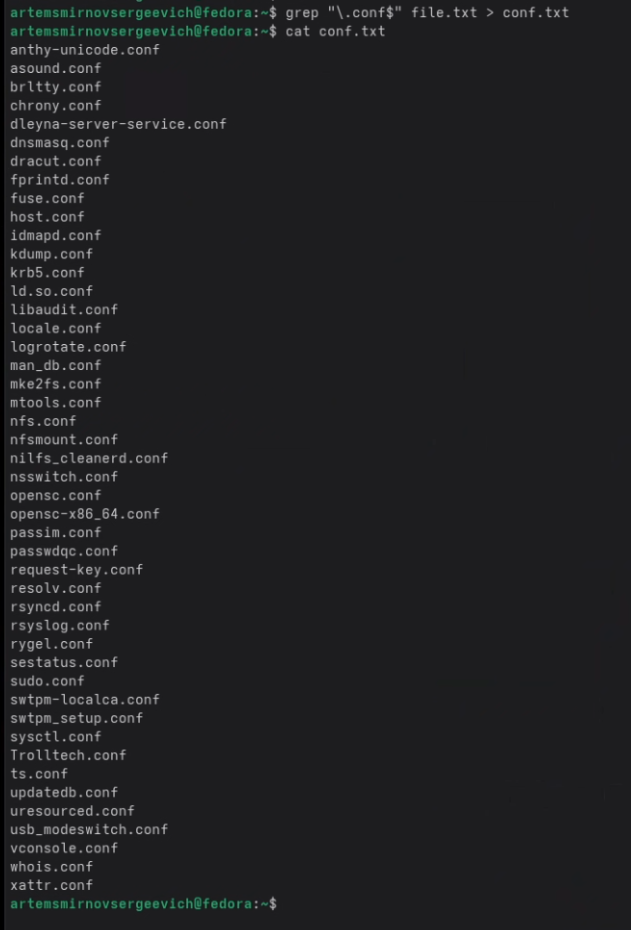 artemsmirnovsergeevich@fedora:~$ grep "\.conf$" file.txt > conf.txt
artemsmirnovsergeevich@fedora:~$ cat conf.txt
anthy-unicode.conf
asound.conf
brltty.conf
chrony.conf
dleyna-server-service.conf
dnsmasq.conf
dracut.conf
fprintd.conf
fuse.conf
host.conf
idmapd.conf
kdump.conf
krb5.conf
ld.so.conf
libaudit.conf
locale.conf
logrotate.conf
man_db.conf
mke2fs.conf
mtools.conf
nfs.conf
nfsmount.conf
nilfs_cleanerd.conf
nsswitch.conf
opensc.conf
opensc-x86_64.conf
passim.conf
passwdqc.conf
request-key.conf
resolv.conf
rsyncd.conf
rsyslog.conf
rygel.conf
sestatus.conf
sudo.conf
swtpm-localca.conf
swtpm_setup.conf
sysctl.conf
Trolltech.conf
ts.conf
updatedb.conf
uresourced.conf
usb_modeswitch.conf
vconsole.conf
whois.conf
xattr.conf
artemsmirnovsergeevich@fedora:~$